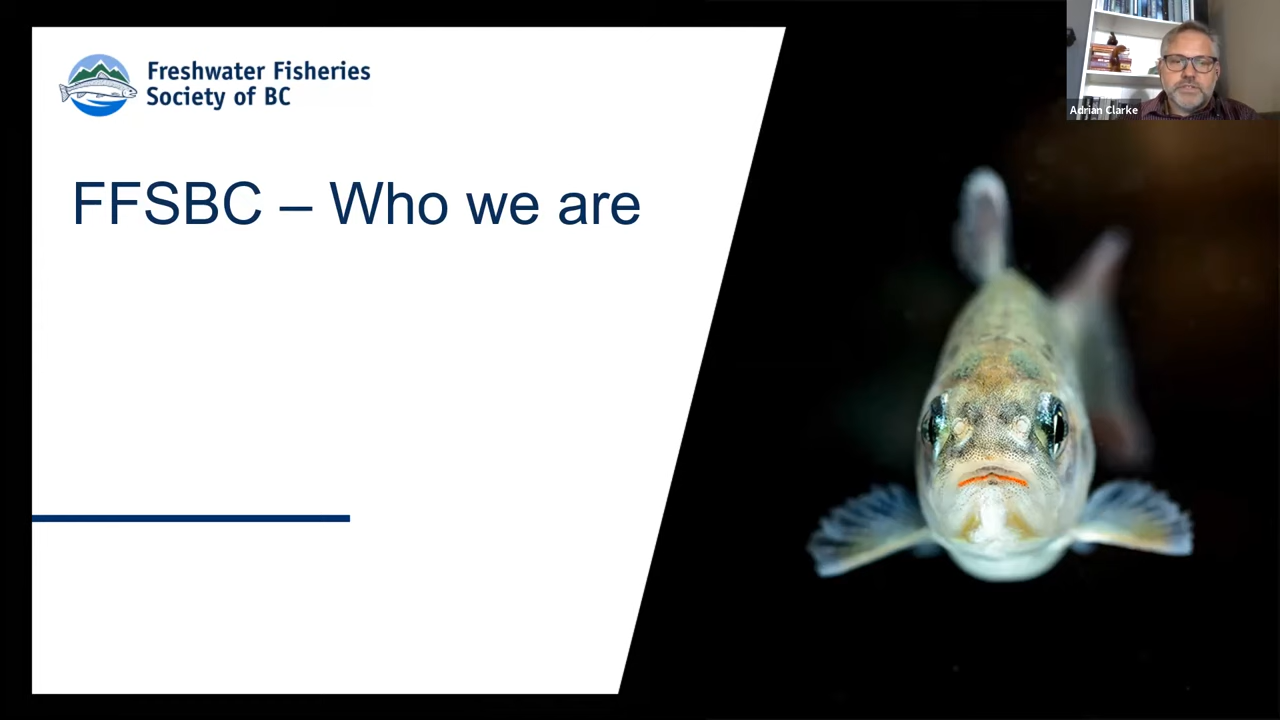 Freshwater Fisheries
Society of BC
FFSBC – Who we are
Adrian Clarke